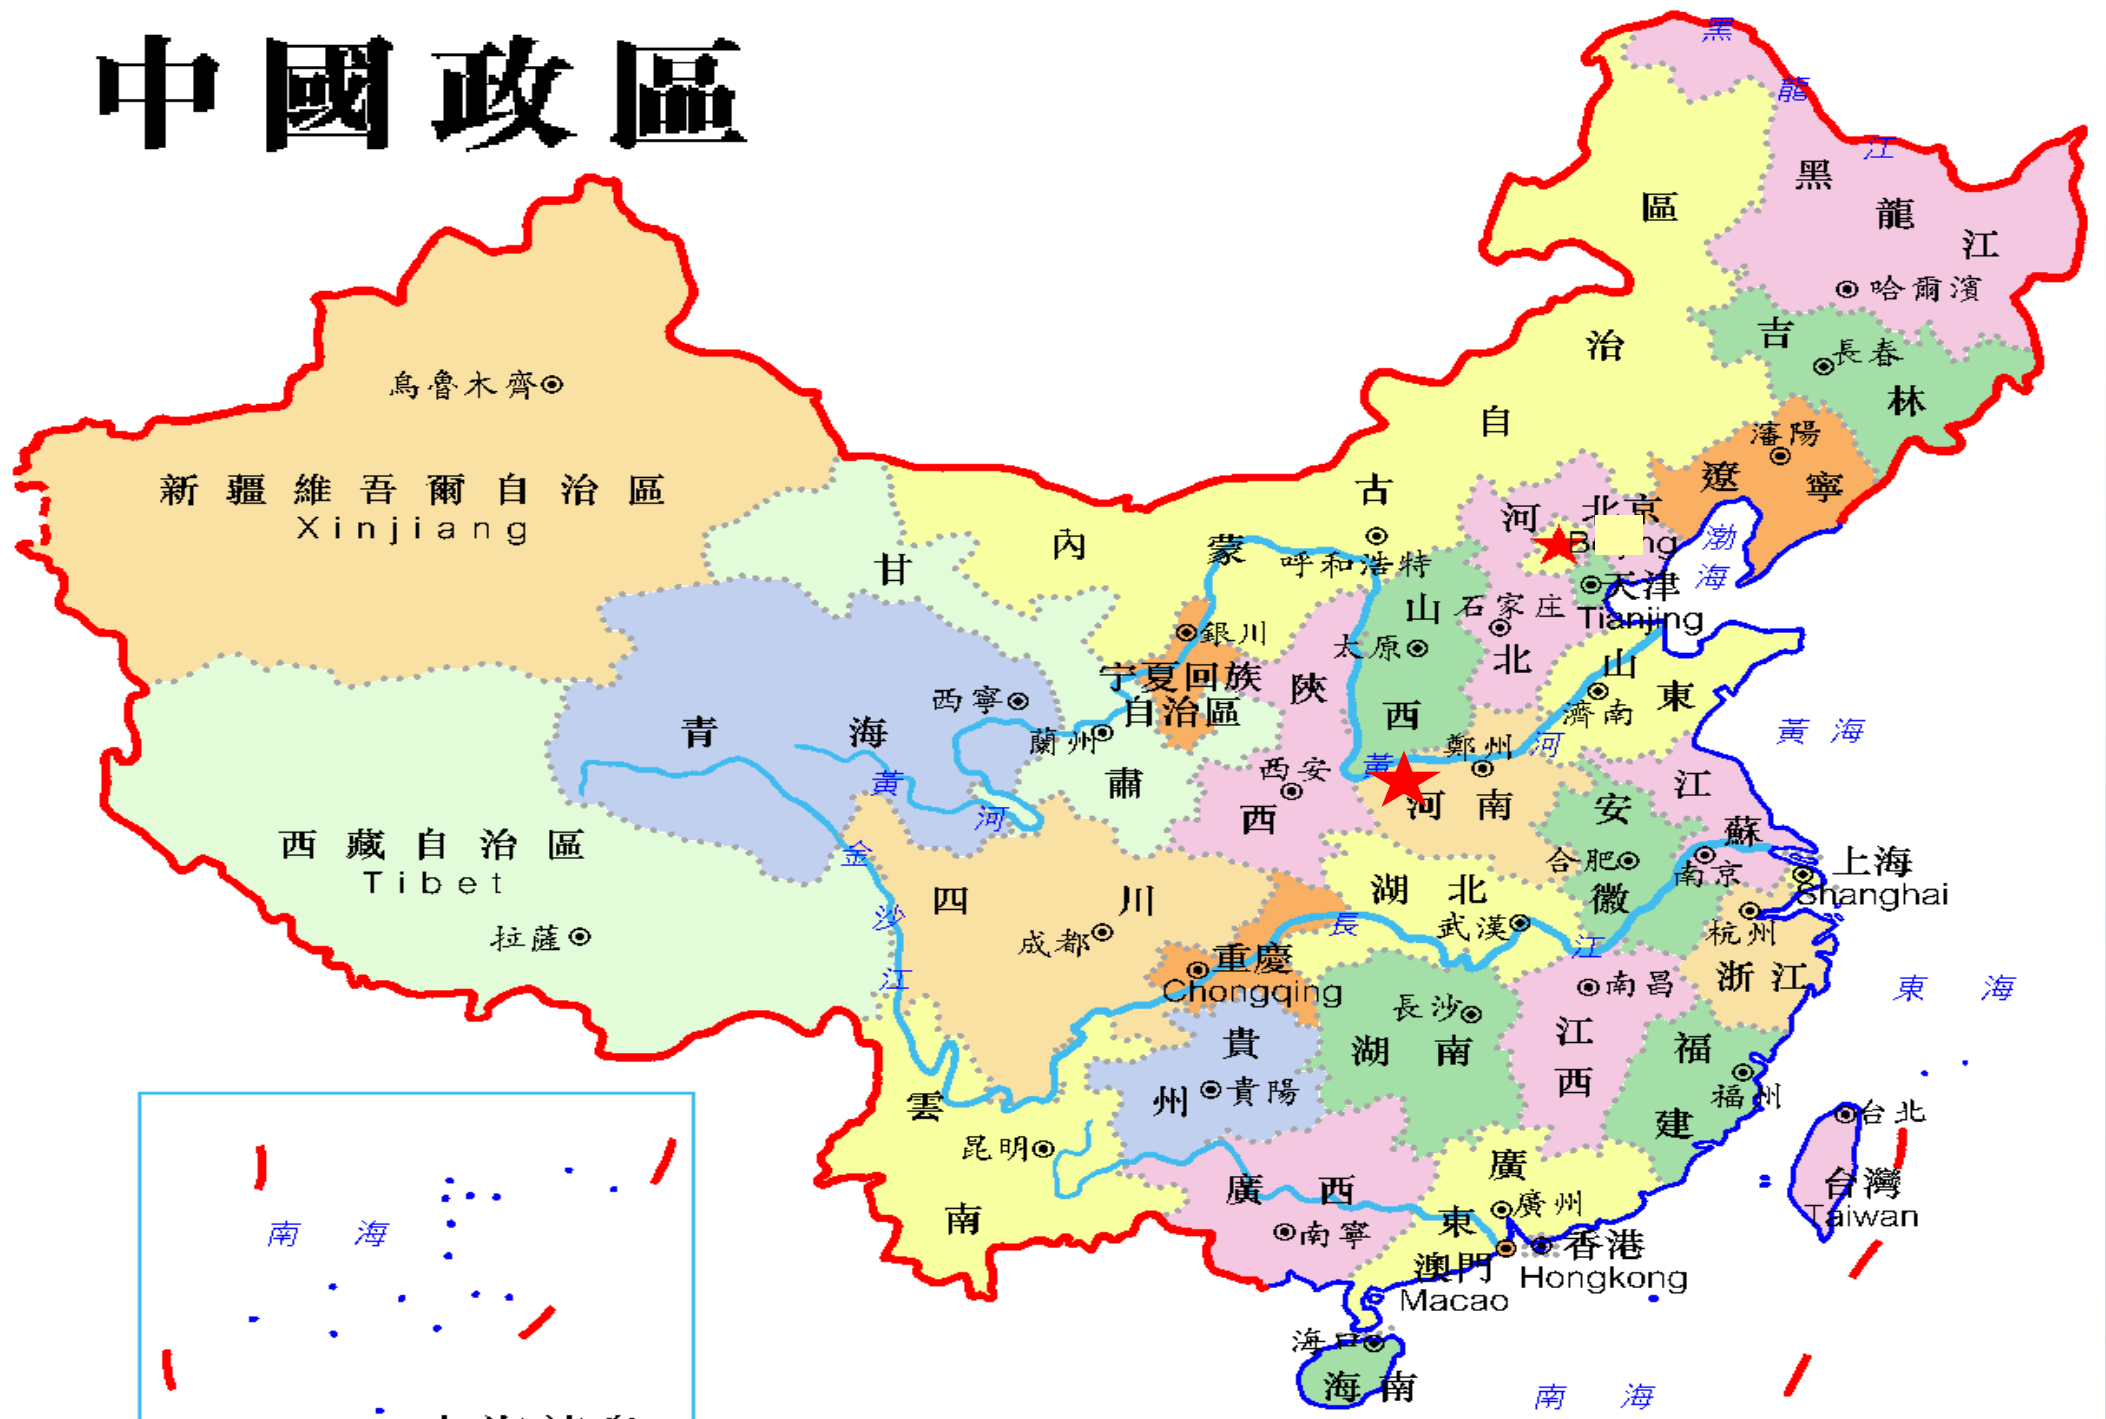 中國政區
黑
龍
江
黑
龍
江
區
哈爾濱
吉
林
長春
治
自
烏魯木齊
新疆維吾爾自治區
Xinjiang
瀋陽
遼
寧
古
蒙
內
呼和浩特
河
北
北京
天津
Tianjing
渤
海
甘
肅
銀川
宁夏回族
自治區
山
西
太原
石家庄
陝
西
西安
山
東
濟南
青海
西寧
蘭州
黃
河
黃
河
鄭州
河南
黃海
江
蘇
南京
安
徽
合肥
上海
Shanghai
西藏自治區
Tibet
拉薩
金
沙
江
四川
成都
重慶
Chongqing
湖北
武漢
長
江
杭州
浙江
東海
南昌
江
西
長沙
湖南
貴
州
貴陽
福
建
福州
雲
南
昆明
廣西
南寧
廣
東
廣州
台北
台灣
Taiwan
香港
Hongkong
澳門
Macao
海口
海南
南海
南海